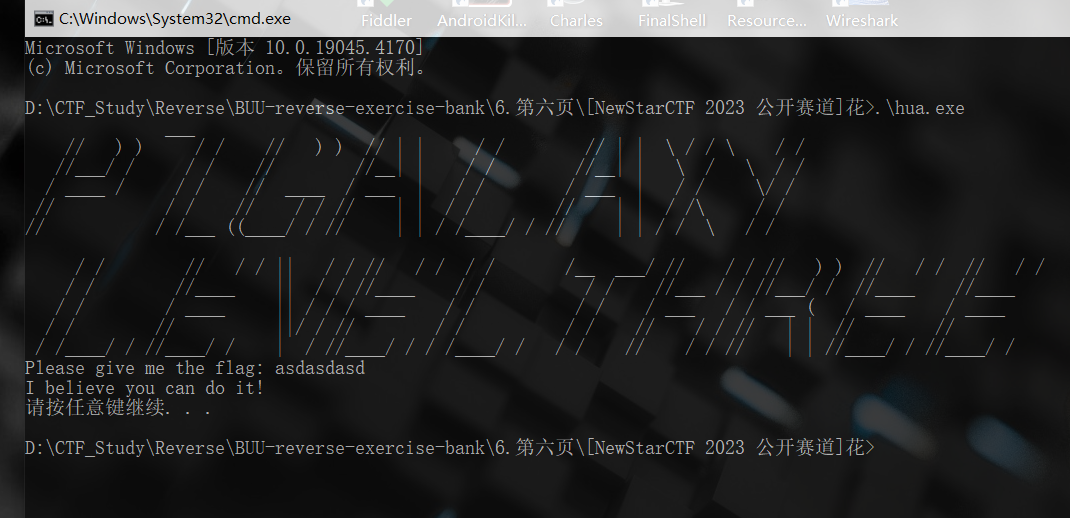 C:\Windows\System32\cmd.exe
Fiddler AndroidKil... Charles FinalShell Resource... Wireshark
Microsoft Windows [版本 10.0.19045.4170]
(c) Microsoft Corporation。保留所有权利。
D:\CTF_Study\Reverse\BUU-reverse-exercise-bank\6.第六页\[NewStarCTF 2023 公开赛道]花>.\hua.exe
PIGALAXY
LEVEL THREE
Please give me the flag: asdasdasd
I believe you can do it!
请按任意键继续. . .
D:\CTF_Study\Reverse\BUU-reverse-exercise-bank\6.第六页\[NewStarCTF 2023 公开赛道]花>